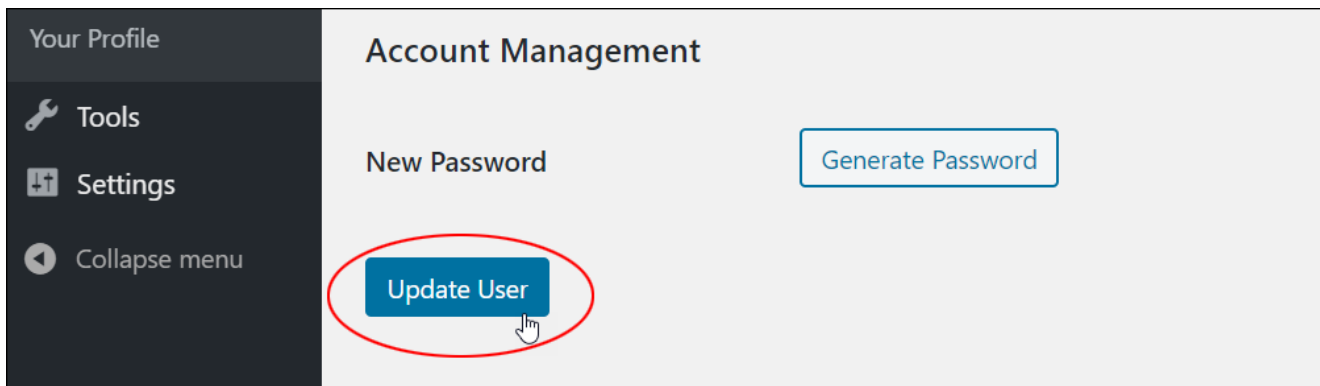 Your Profile
Tools
Settings
Collapse menu
Account Management
New Password
Generate Password
Update User